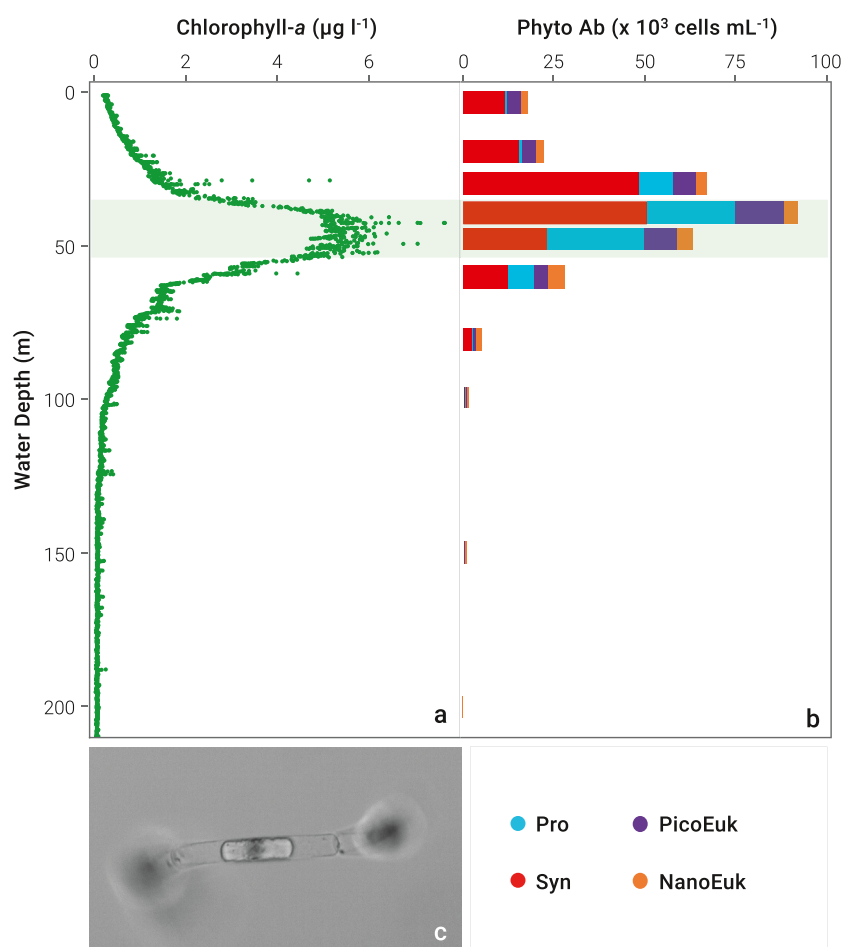 Chlorophyll-a (µg l-1)
Phyto Ab (x 10³ cells mL-1)
0 2 4 6
0 25 50 75 100
Water Depth (m)
0
50
100
150
200
a
b
c
Pro
PicoEuk
Syn
NanoEuk